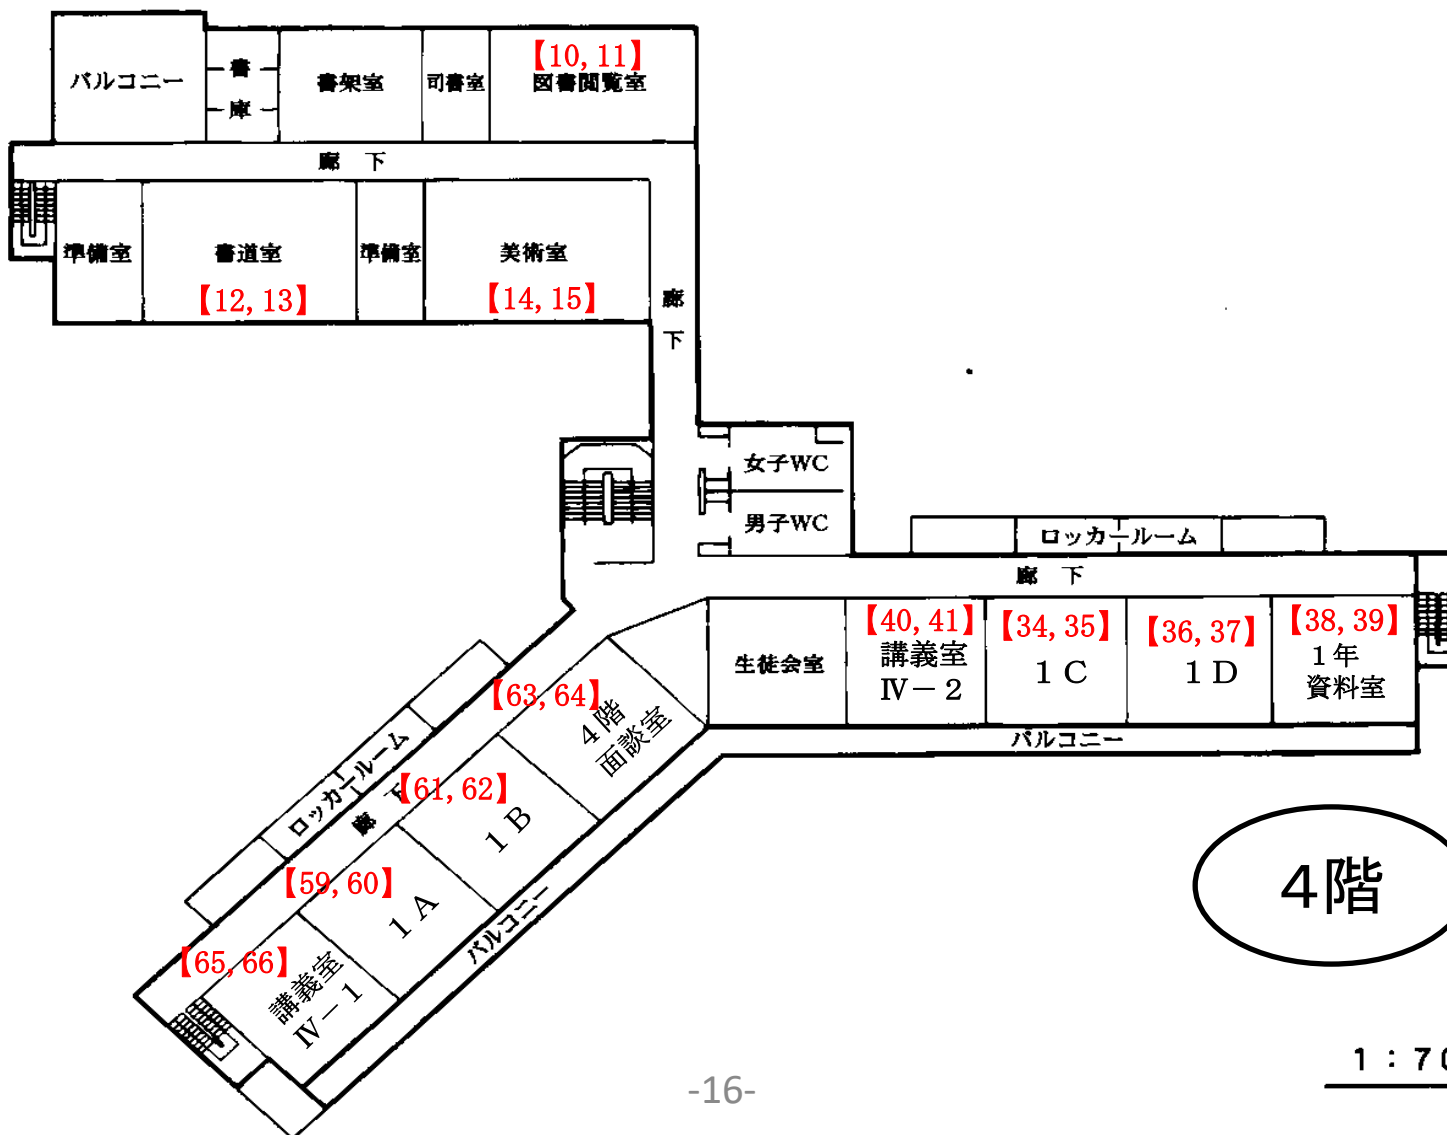 バルコニー
書
庫
書架室
司書室
【10, 11】
図書閲覧室
廊 下
準備室
書道室
【12, 13】
準備室
美術室
【14, 15】
廊
下
女子WC
男子WC
ロッカールーム
廊 下
生徒会室
【40, 41】
講義室
Ⅳ－2
【34, 35】
1 C
【36, 37】
1 D
【38, 39】
1年
資料室
バルコニー
【63, 64】
4階
面談室
ロッカールーム
廊 下
【61, 62】
1 B
【59, 60】
1 A
バルコニー
【65, 66】
講義室
Ⅳ－1
4階
1 : 70
-16-